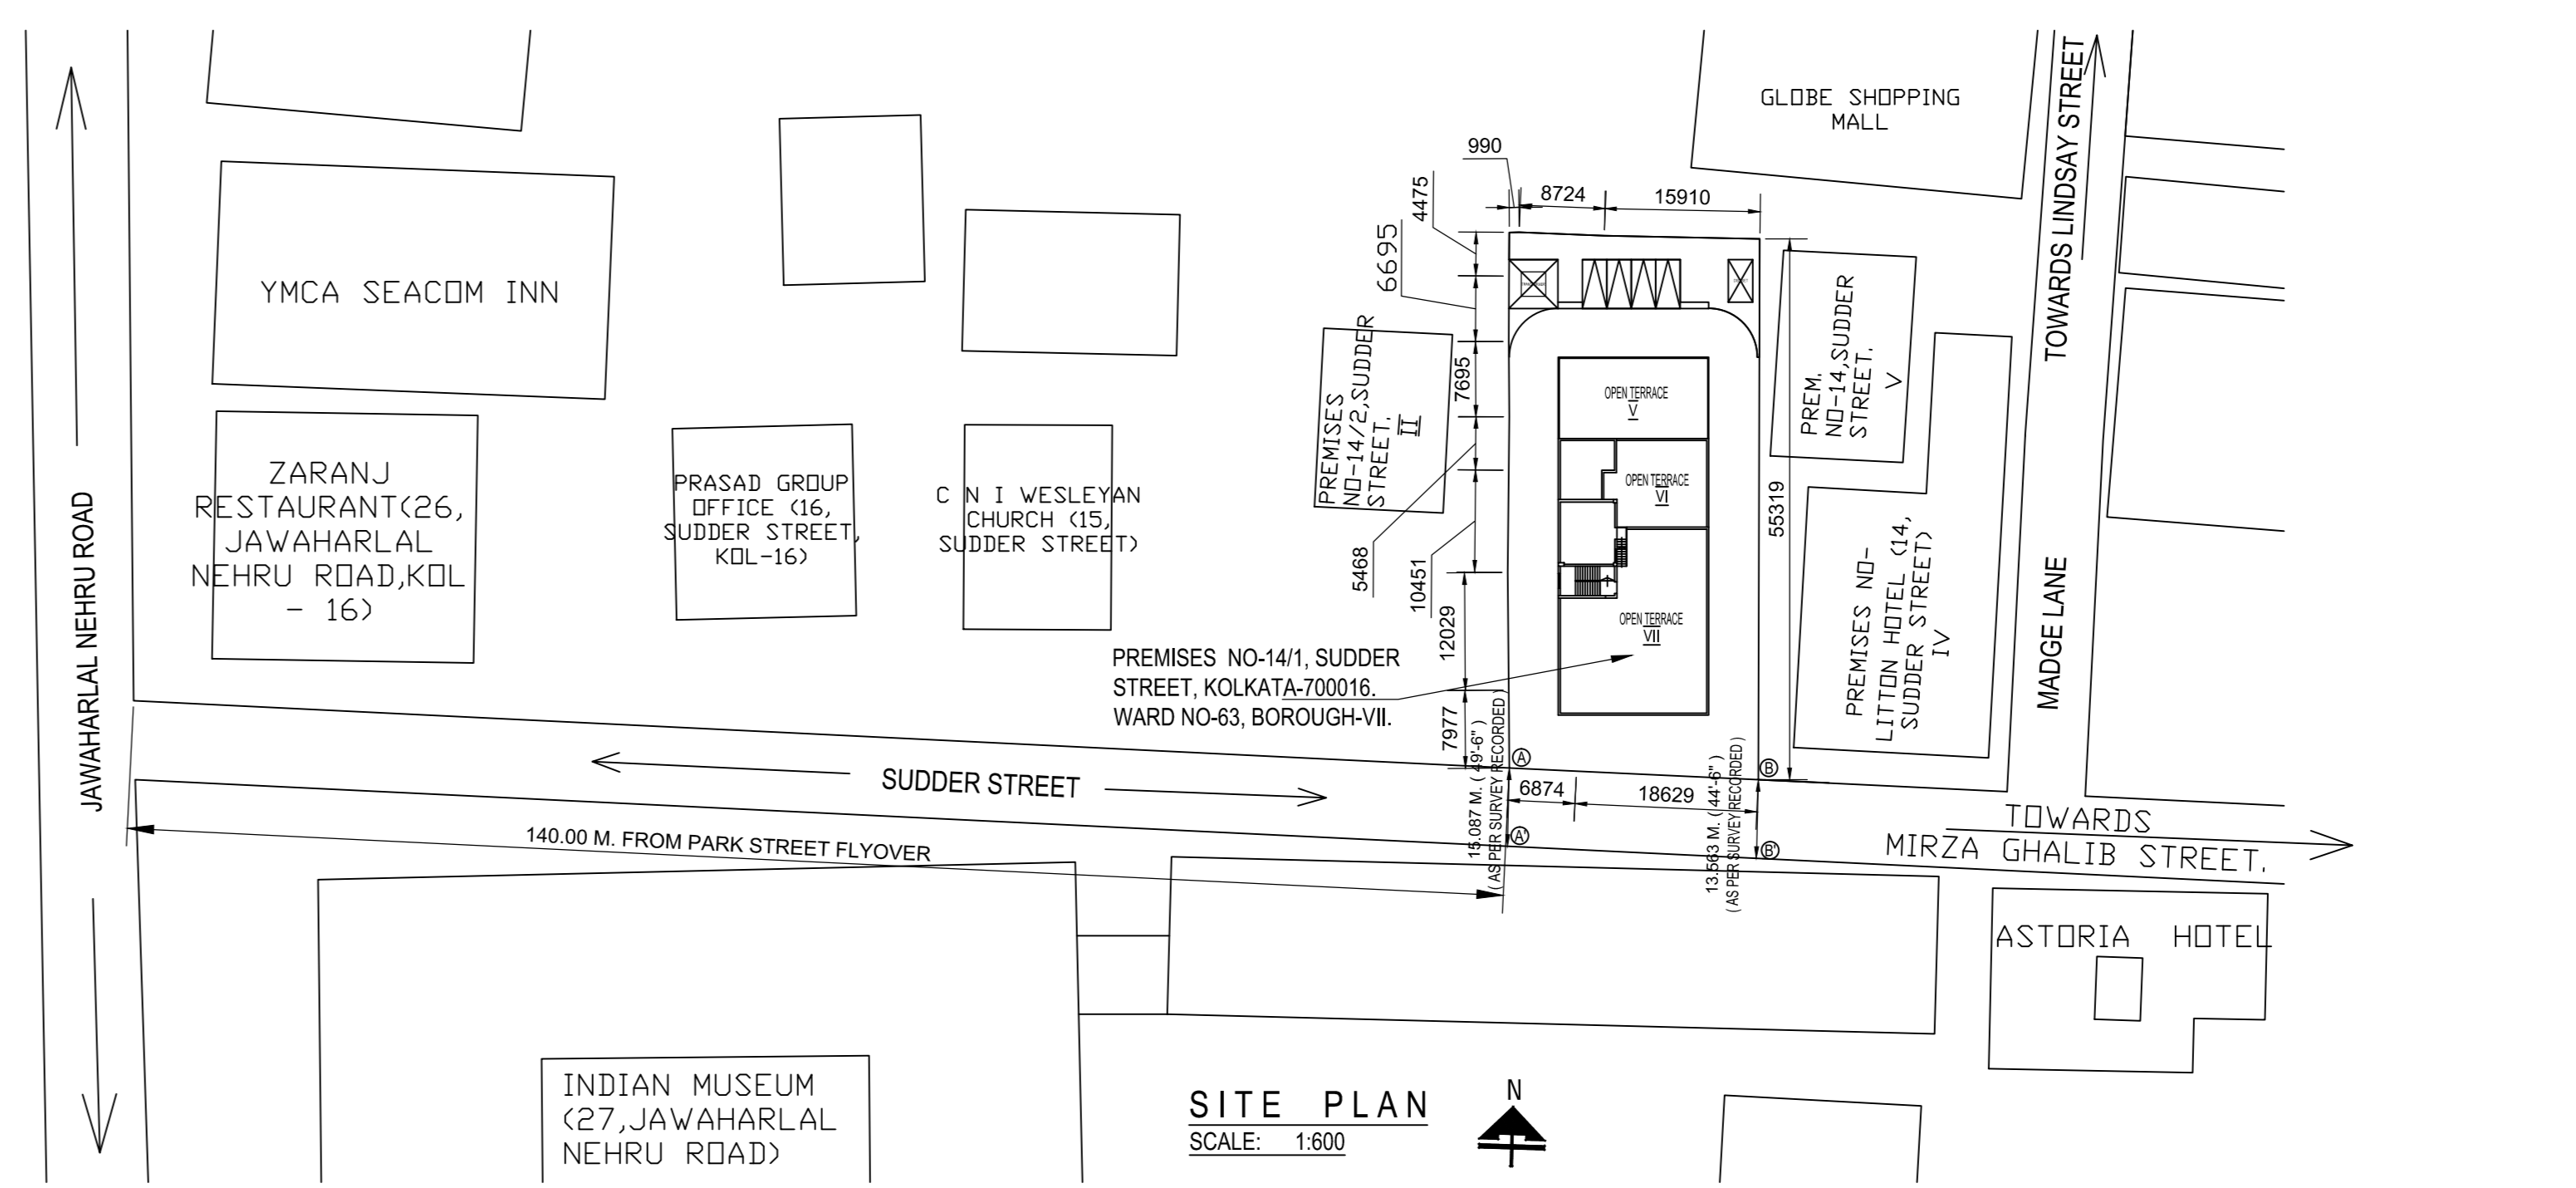 GLOBE SHOPPING
MALL
TOWARDS LINDSAY STREET
990
8724
15910
4475
6695
7695
5468
10451
12029
7977
55319
YMCA SEACOM INN
ZARANJ
RESTAURANT(26,
JAWAHARLAL
NEHRU ROAD,KOL
- 16)
PRASAD GROUP
OFFICE (16,
SUDDER STREET,
KOL-16)
C N I WESLEYAN
CHURCH (15,
SUDDER STREET)
PREMISES
NO-14/2,SUDDER
STREET.
II
OPEN TERRACE
V
OPEN TERRACE
VI
OPEN TERRACE
VII
PREM.
NO-14,SUDDER
STREET.
V
PREMISES NO-
LITTON HOTEL (14,
SUDDER STREET)
IV
MADGE LANE
JAWAHARLAL NEHRU ROAD
PREMISES NO-14/1, SUDDER
STREET, KOLKATA-700016.
WARD NO-63, BOROUGH-VII.
SUDDER STREET
A
B
6874
18629
A'
B'
15.087 M. ( 49'-6" )
( AS PER SURVEY RECORDED )
13.563 M. ( 44'-6" )
( AS PER SURVEY RECORDED )
140.00 M. FROM PARK STREET FLYOVER
TOWARDS
MIRZA GHALIB STREET.
ASTORIA HOTEL
INDIAN MUSEUM
(27,JAWAHARLAL
NEHRU ROAD)
SITE PLAN
SCALE: 1:600
N